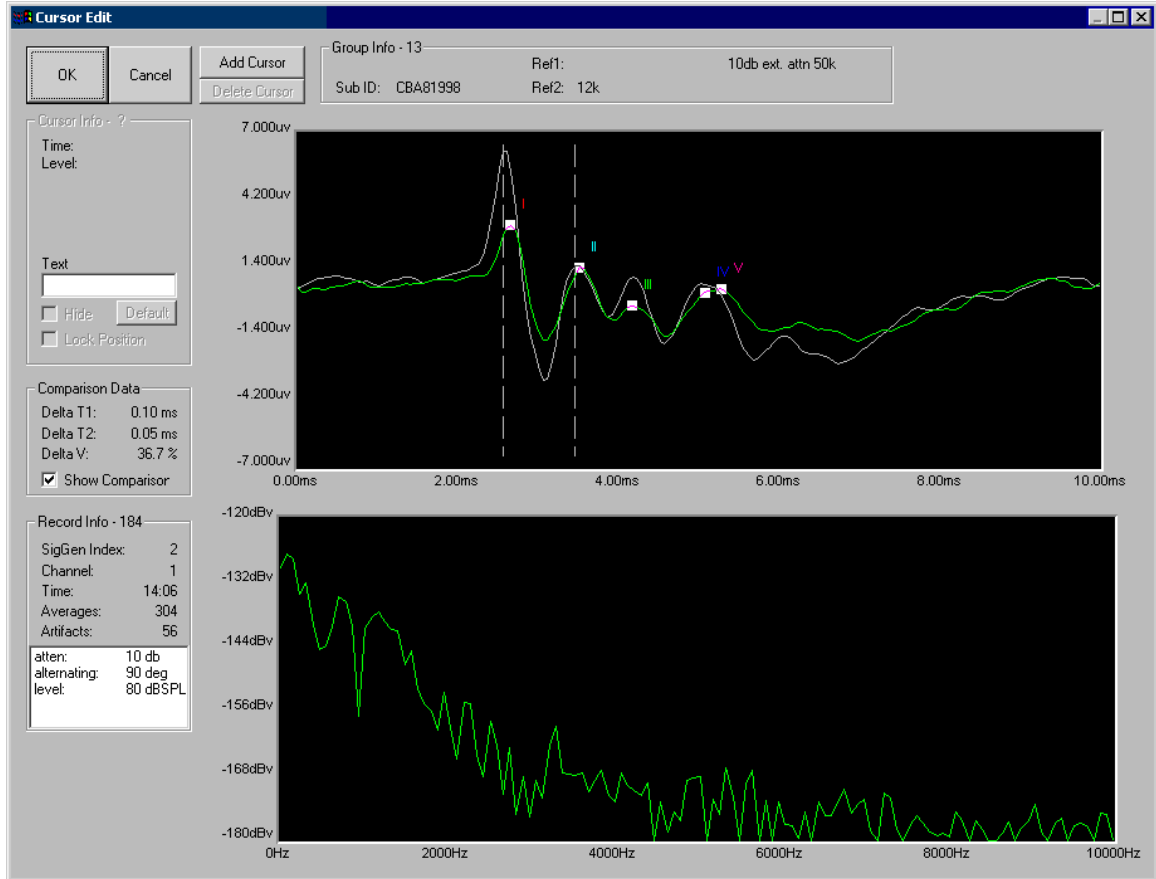 Cursor Edit
OK
Cancel
Add Cursor
Delete Cursor
Group Info - 13
Ref1:
10db ext. attn 50k
Sub ID: CBA81998
Ref2: 12k
Cursor Info - ?
Time:
Level:
Text
Hide
Default
Lock Position
Comparison Data
Delta T1: 0.10 ms
Delta T2: 0.05 ms
Delta V: 36.7 %
Show Comparisor
Record Info - 184
SigGen Index: 2
Channel: 1
Time: 14:06
Averages: 304
Artifacts: 56
atten: 10 db
alternating: 90 deg
level: 80 dBSPL
7.000uv
4.200uv
1.400uv
-1.400uv
-4.200uv
-7.000uv
I
II
III
IV
V
0.00ms 2.00ms 4.00ms 6.00ms 8.00ms 10.00ms
-120dBv
-132dBv
-144dBv
-156dBv
-168dBv
-180dBv
0Hz 2000Hz 4000Hz 6000Hz 8000Hz 10000Hz